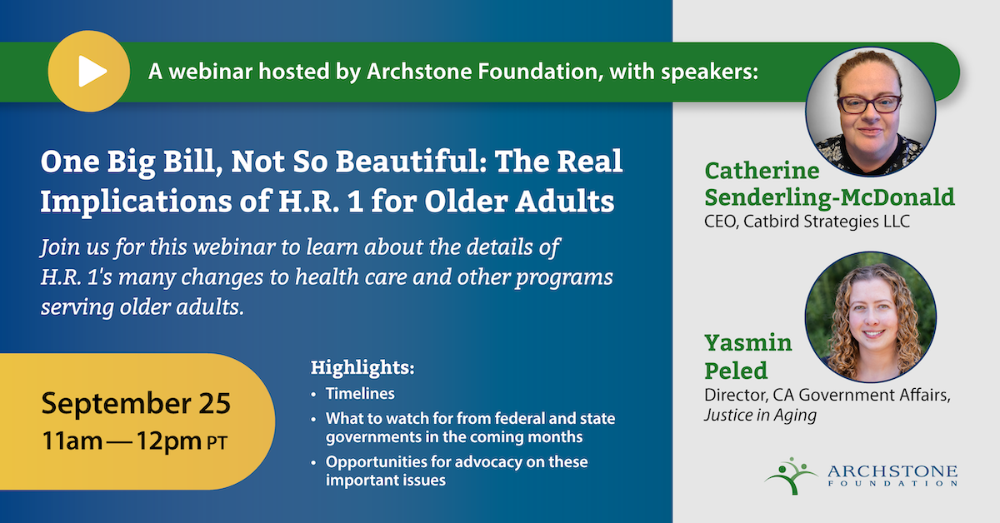 A webinar hosted by Archstone Foundation, with speakers:
One Big Bill, Not So Beautiful: The Real
Implications of H.R. 1 for Older Adults
Join us for this webinar to learn about the details of
H.R. 1's many changes to health care and other programs
serving older adults.
September 25
11am—12pm PT
Highlights:
• Timelines
• What to watch for from federal and state
governments in the coming months
• Opportunities for advocacy on these
important issues
Catherine
Senderling-McDonald
CEO, Catbird Strategies LLC
Yasmin
Peled
Director, CA Government Affairs,
Justice in Aging
ARCHSTONE
FOUNDATION